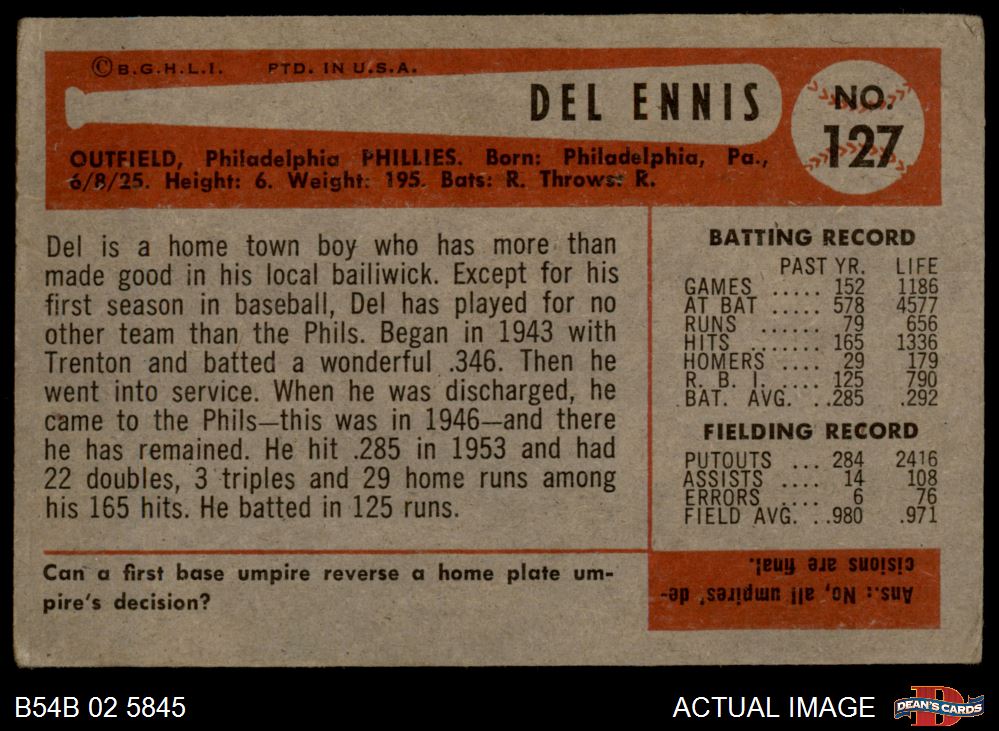 ©B.G.H.L.I. PTD. IN U.S.A.
DEL ENNIS
NO.
127
OUTFIELD, Philadelphia PHILLIES. Born: Philadelphia, Pa.,
6/8/25. Height: 6. Weight: 195. Bats: R. Throws: R.
Del is a home town boy who has more than
made good in his local bailiwick. Except for his
first season in baseball, Del has played for no
other team than the Phils. Began in 1943 with
Trenton and batted a wonderful .346. Then he
went into service. When he was discharged, he
came to the Phils—this was in 1946—and there
he has remained. He hit .285 in 1953 and had
22 doubles, 3 triples and 29 home runs among
his 165 hits. He batted in 125 runs.
BATTING RECORD
PAST YR. LIFE
GAMES ..... 152 1186
AT BAT ..... 578 4577
RUNS ...... 79 656
HITS ....... 165 1336
HOMERS .... 29 179
R. B. I. .... 125 790
BAT. AVG. ..285 .292
FIELDING RECORD
PUTOUTS ... 284 2416
ASSISTS .... 14 108
ERRORS .... 6 76
FIELD AVG. ..980 .971
Can a first base umpire reverse a home plate um-
pire's decision?
Ans.: No, all umpires' de-
cisions are final.
B54B 02 5845
ACTUAL IMAGE
DEAN'S CARDS